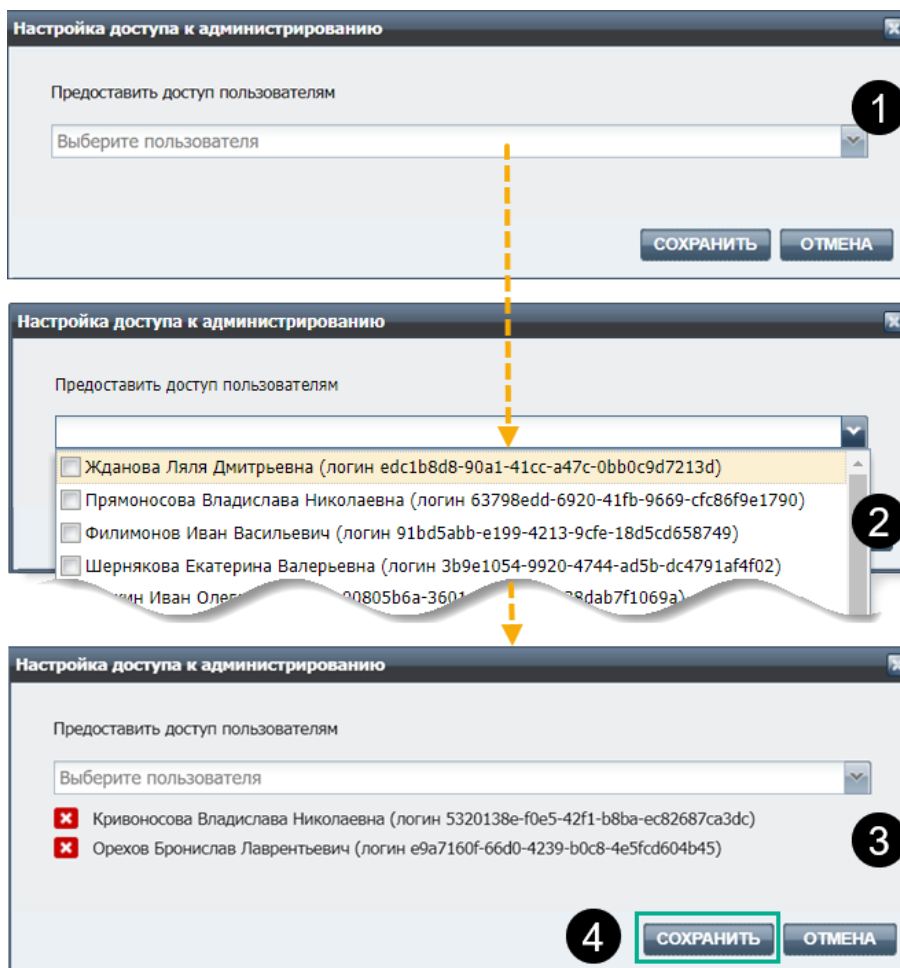 Настройка доступа к администрированию
Предоставить доступ пользователям
1
Выберите пользователя
СОХРАНИТЬ ОТМЕНА
Настройка доступа к администрированию
Предоставить доступ пользователям
Жданова Ляля Дмитрьевна (логин edc1b8d8-90a1-41cc-a47c-0bb0c9d7213d)
Прямоносова Владислава Николаевна (логин 63798edd-6920-41fb-9669-cfc86f9e1790)
2
Филимонов Иван Васильевич (логин 91bd5abb-e199-4213-9cfe-18d5cd658749)
Шернякова Екатерина Валерьевна (логин 3b9e1054-9920-4744-ad5b-dc4791af4f02)
Иван
Настройка доступа к администрированию
Предоставить доступ пользователям
Выберите пользователя
Кривоносова Владислава Николаевна (логин 5320138e-f0e5-42f1-b8ba-ec82687ca3dc)
Орехов Бронислав Лаврентьевич (логин e9a7160f-66d0-4239-b0c8-4e5fcd604b45)
3
4 СОХРАНИТЬ ОТМЕНА